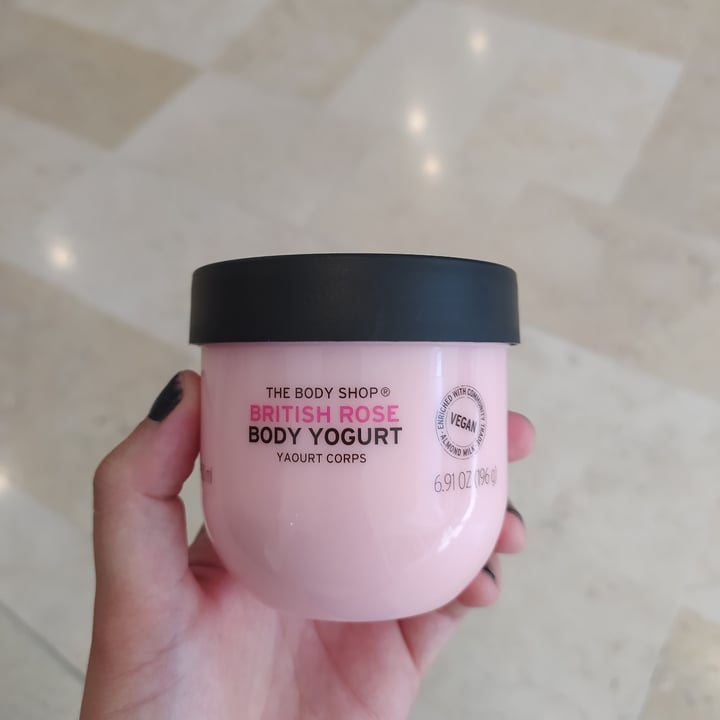 THE BODY SHOP®
BRITISH ROSE
BODY YOGURT
YAOURT CORPS
ENRICHED WITH COMMUNITY TRADE
VEGAN
ALMOND MILK
6.91 OZ (196 g)
ml